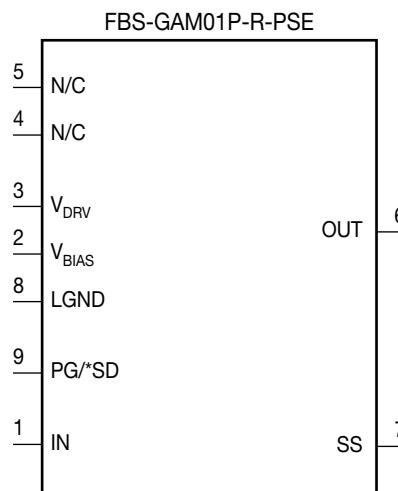 FBS-GAM01P-R-PSE
5 N/C
4 N/C
3 VDRV
6 OUT
2 VBIAS
8 LGND
9 PG/*SD
1 IN
7 SS